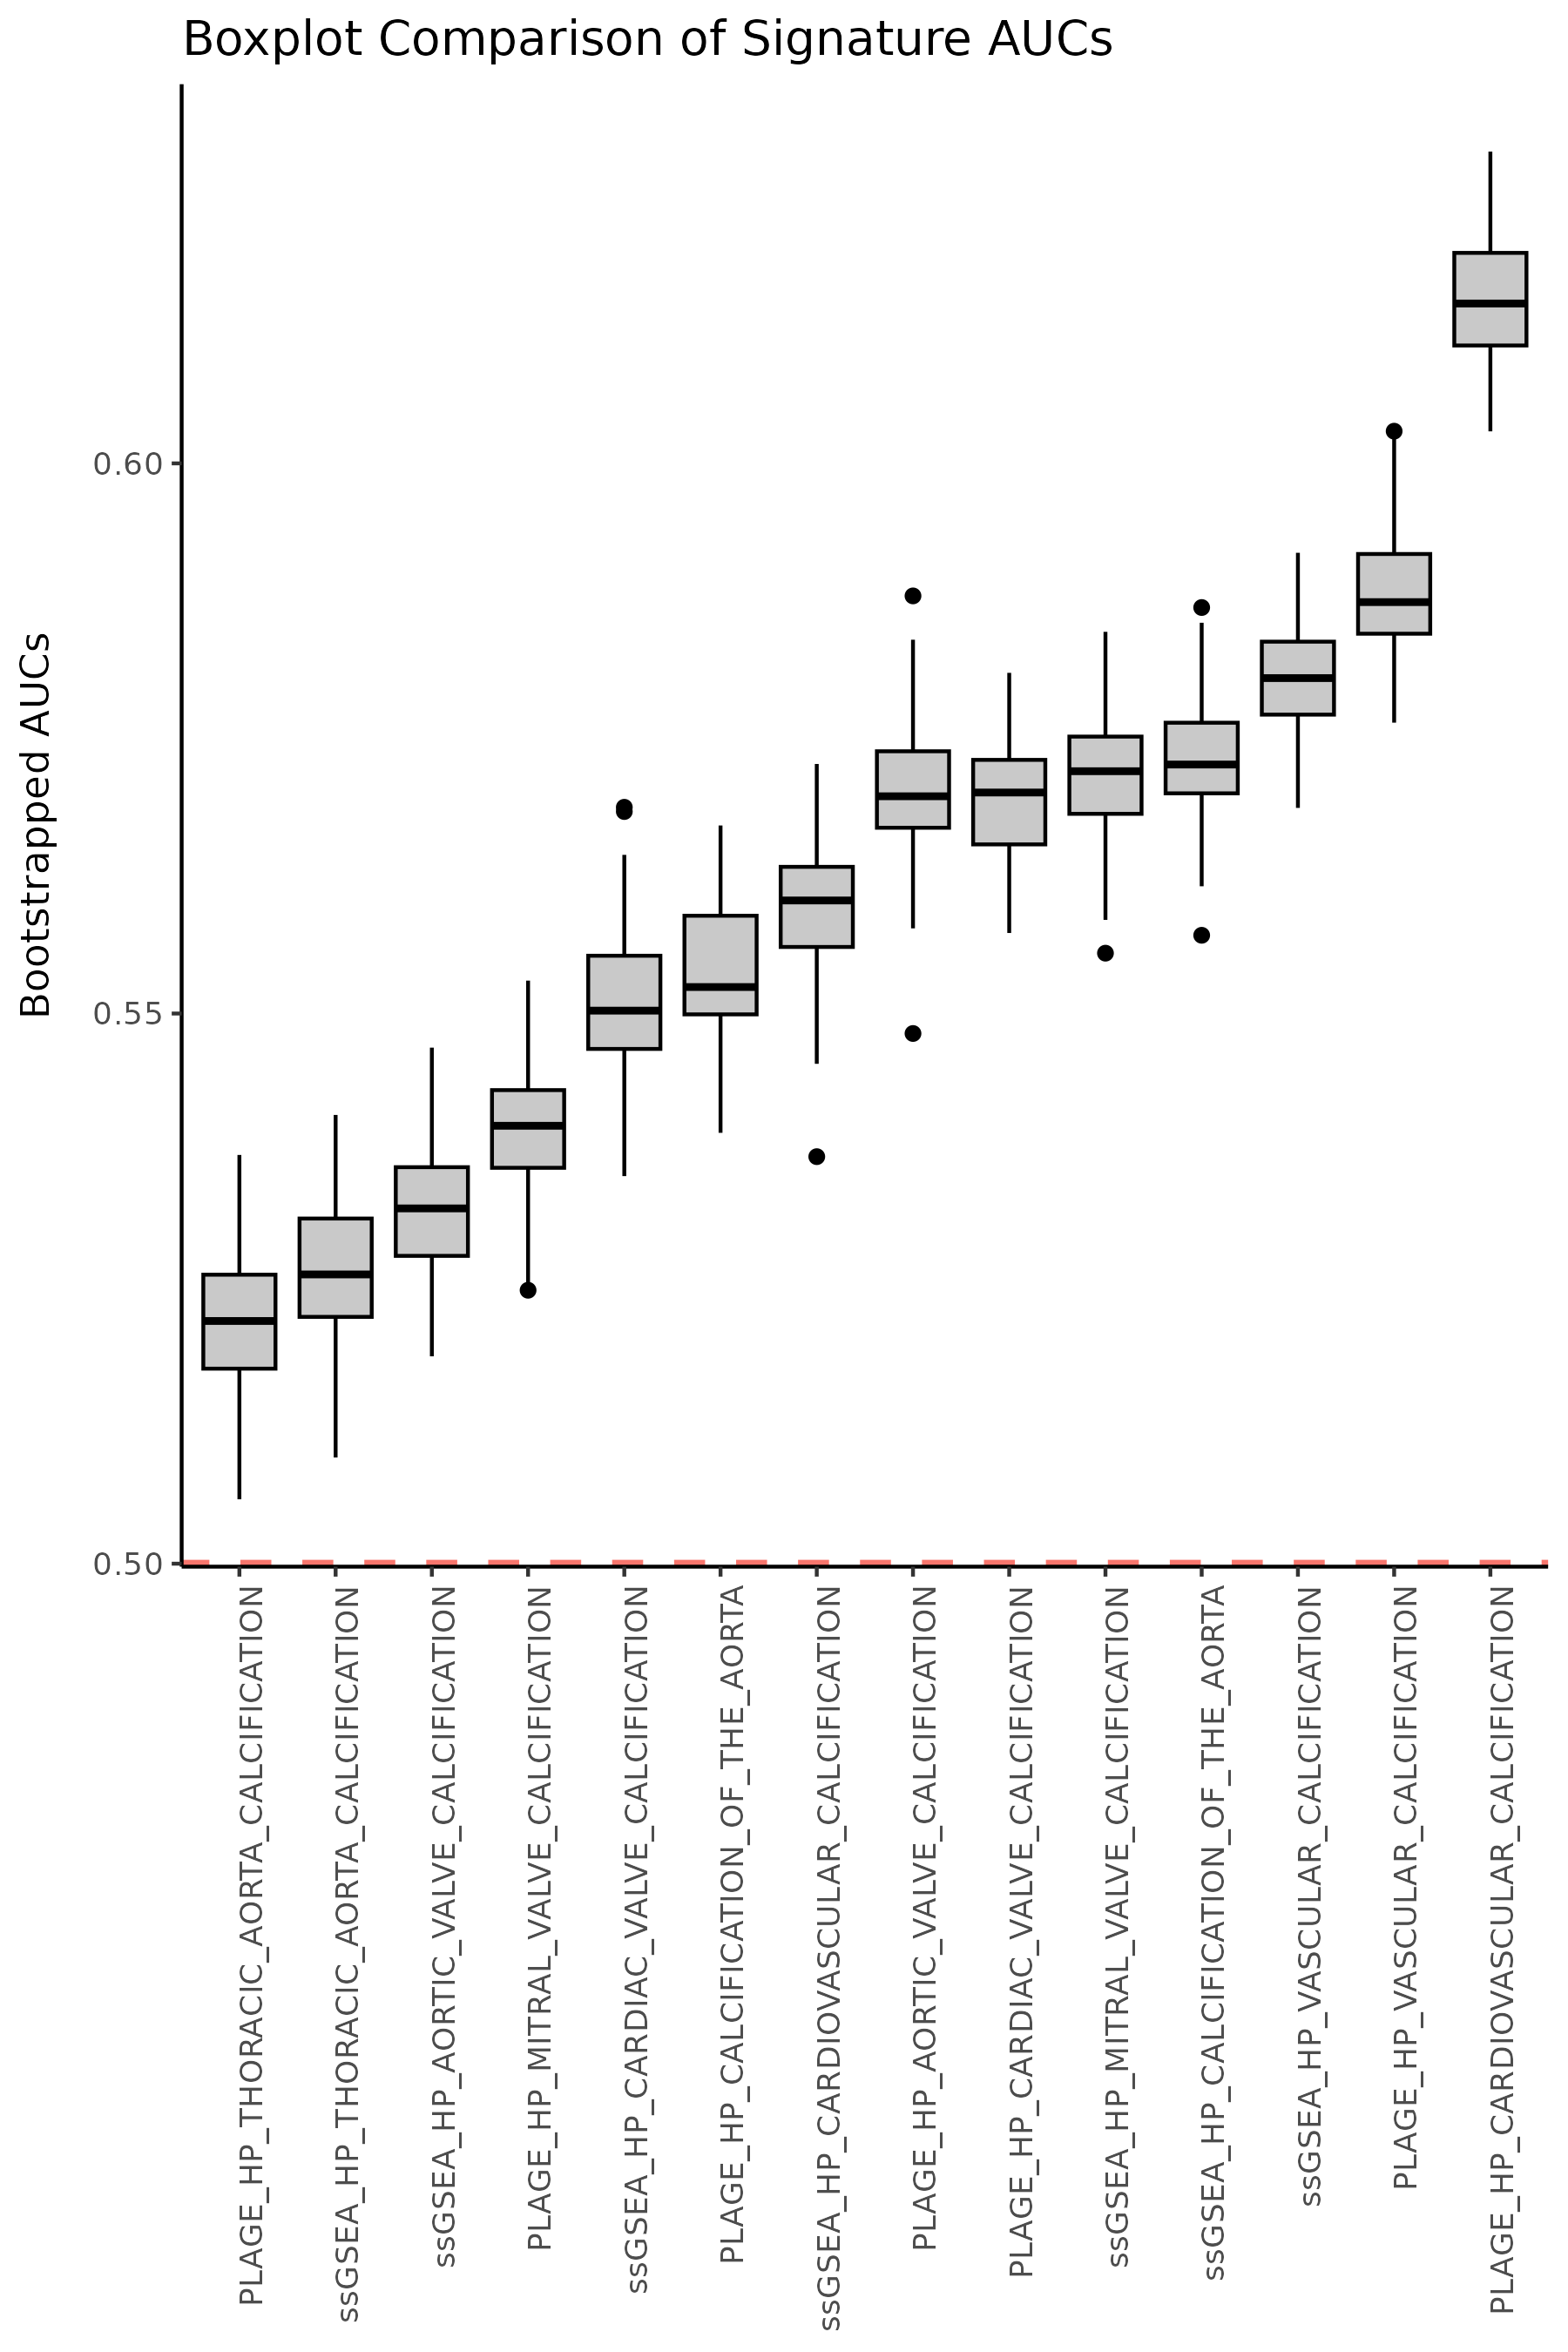 Boxplot Comparison of Signature AUCs
Bootstrapped AUCs
0.60
0.55
0.50
PLAGE_HP_THORACIC_AORTA_CALCIFICATION
ssGSEA_HP_THORACIC_AORTA_CALCIFICATION
ssGSEA_HP_AORTIC_VALVE_CALCIFICATION
PLAGE_HP_MITRAL_VALVE_CALCIFICATION
ssGSEA_HP_CARDIAC_VALVE_CALCIFICATION
PLAGE_HP_CALCIFICATION_OF_THE_AORTA
ssGSEA_HP_CARDIOVASCULAR_CALCIFICATION
PLAGE_HP_AORTIC_VALVE_CALCIFICATION
PLAGE_HP_CARDIAC_VALVE_CALCIFICATION
ssGSEA_HP_MITRAL_VALVE_CALCIFICATION
ssGSEA_HP_CALCIFICATION_OF_THE_AORTA
ssGSEA_HP_VASCULAR_CALCIFICATION
PLAGE_HP_VASCULAR_CALCIFICATION
PLAGE_HP_CARDIOVASCULAR_CALCIFICATION